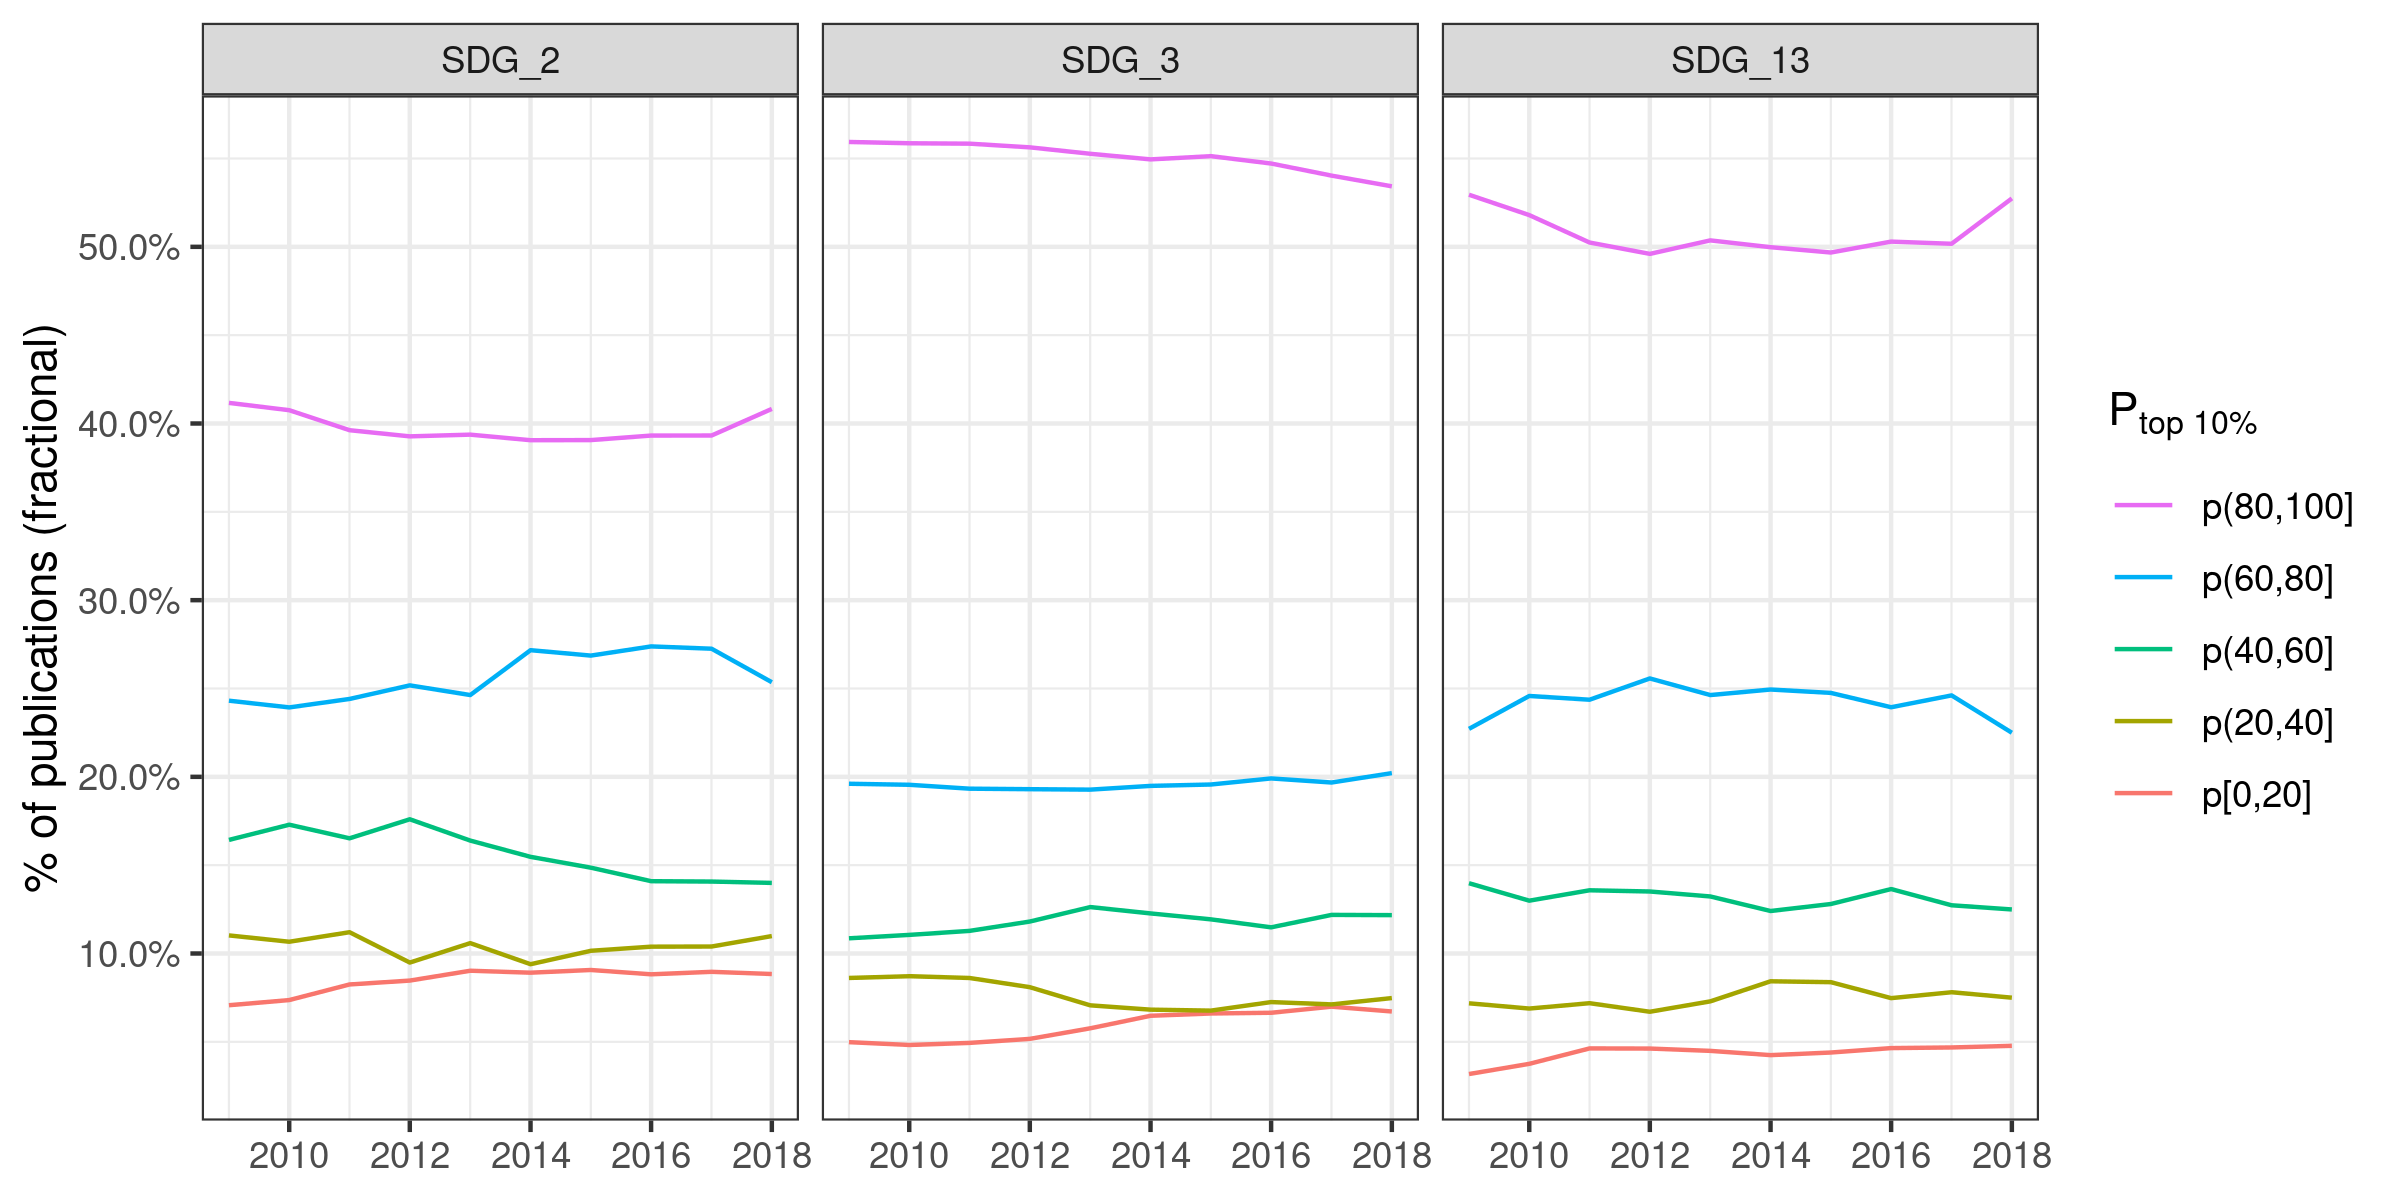 SDG_2
SDG_3
SDG_13
% of publications (fractional)
50.0%
40.0%
30.0%
20.0%
10.0%
2010 2012 2014 2016 2018
2010 2012 2014 2016 2018
2010 2012 2014 2016 2018
Ptop 10%
p(80,100]
p(60,80]
p(40,60]
p(20,40]
p[0,20]